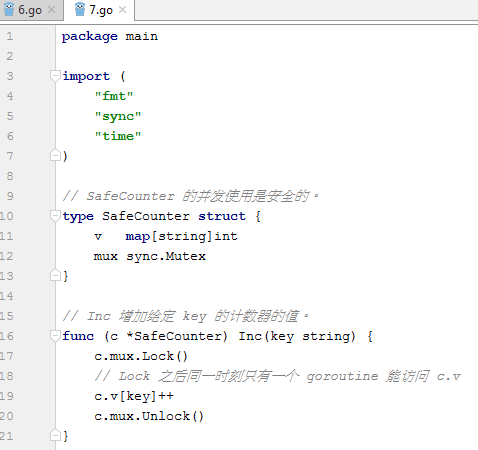 6.go 7.go
1 package main
2
3 import (
4 "fmt"
5 "sync"
6 "time"
7 )
8
9 // SafeCounter 的并发使用是安全的。
10 type SafeCounter struct {
11 v map[string]int
12 mux sync.Mutex
13 }
14
15 // Inc 增加给定 key 的计数器的值。
16 func (c *SafeCounter) Inc(key string) {
17 c.mux.Lock()
18 // Lock 之后同一时刻只有一个 goroutine 能访问 c.v
19 c.v[key]++
20 c.mux.Unlock()
21 }